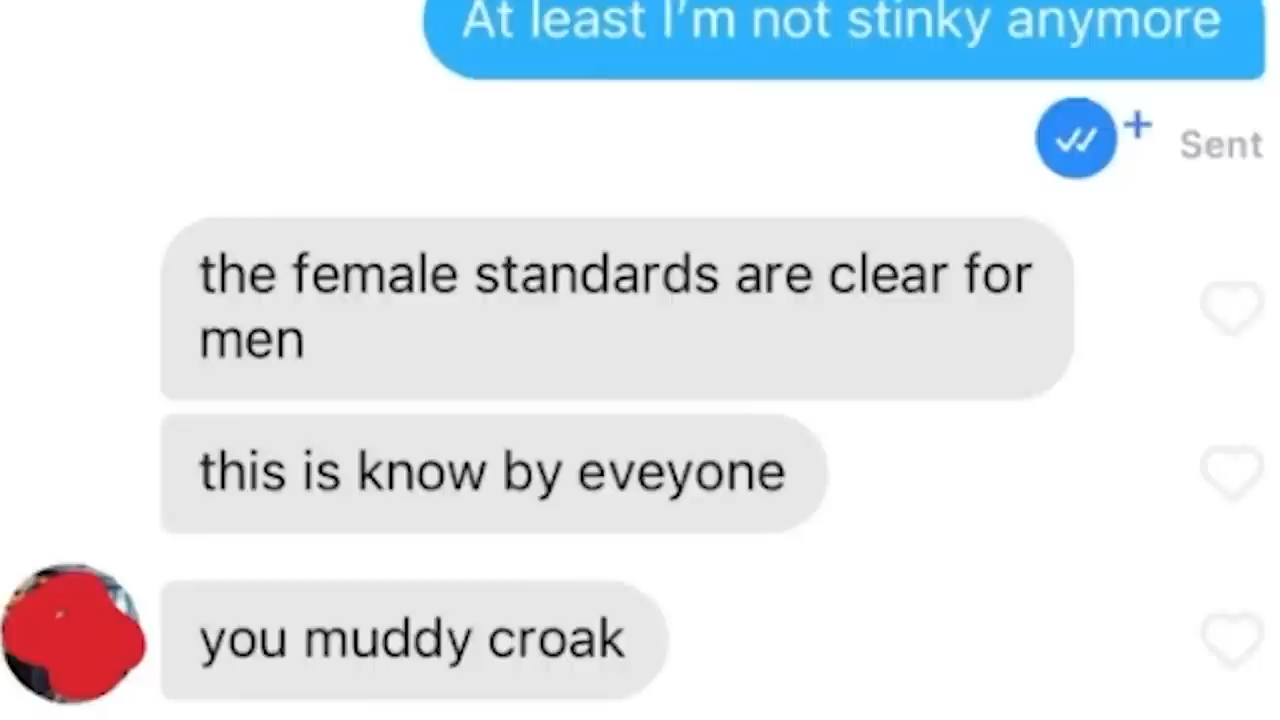 At least I'm not stinky anymore
Sent
the female standards are clear for
men
this is know by eveyone
you muddy croak